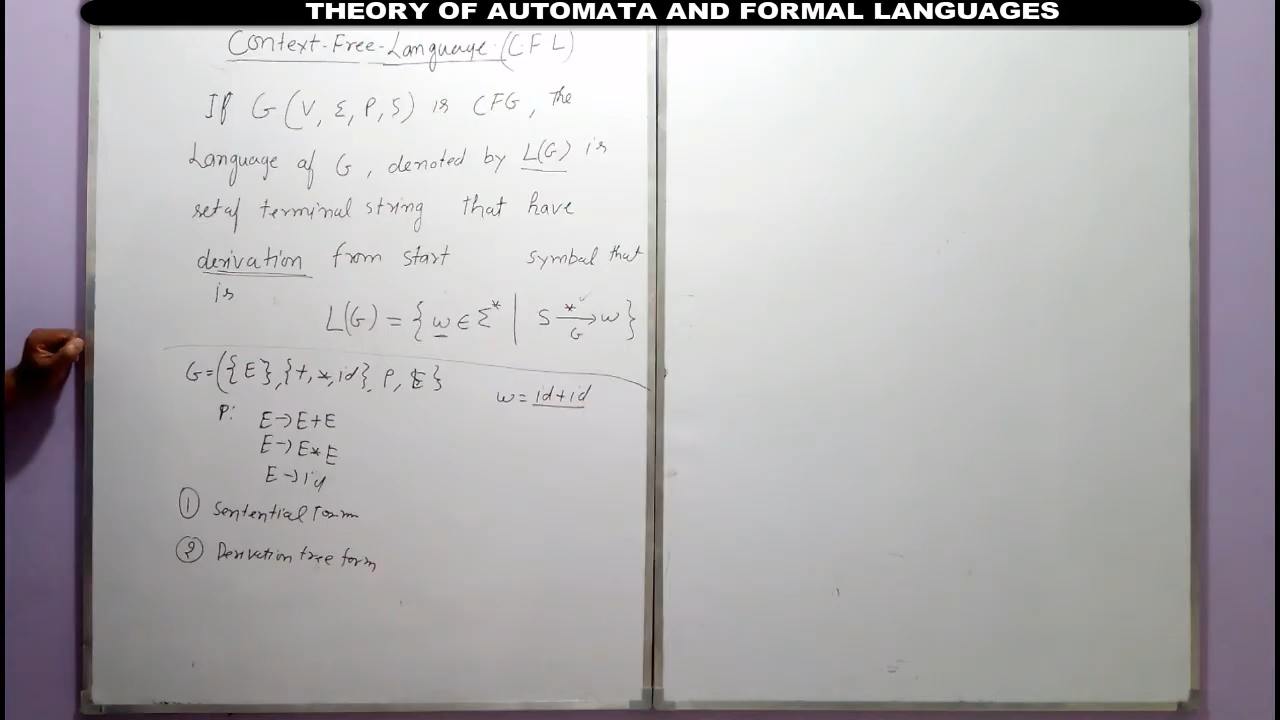 THEORY OF AUTOMATA AND FORMAL LANGUAGES
Context-Free-Language (CFL)
If G (V, Σ, P, S) is CFG, the
Language of G, denoted by L(G) is
set of terminal string that have
derivation from start symbol that
is
L(G) = { w ∈ Σ* | S *⟶G w }
G=({E},{+,*,id}, P, E}
w = id+id
P: E→E+E
E→E*E
E→id
① Sentential Form
② Derivation tree form